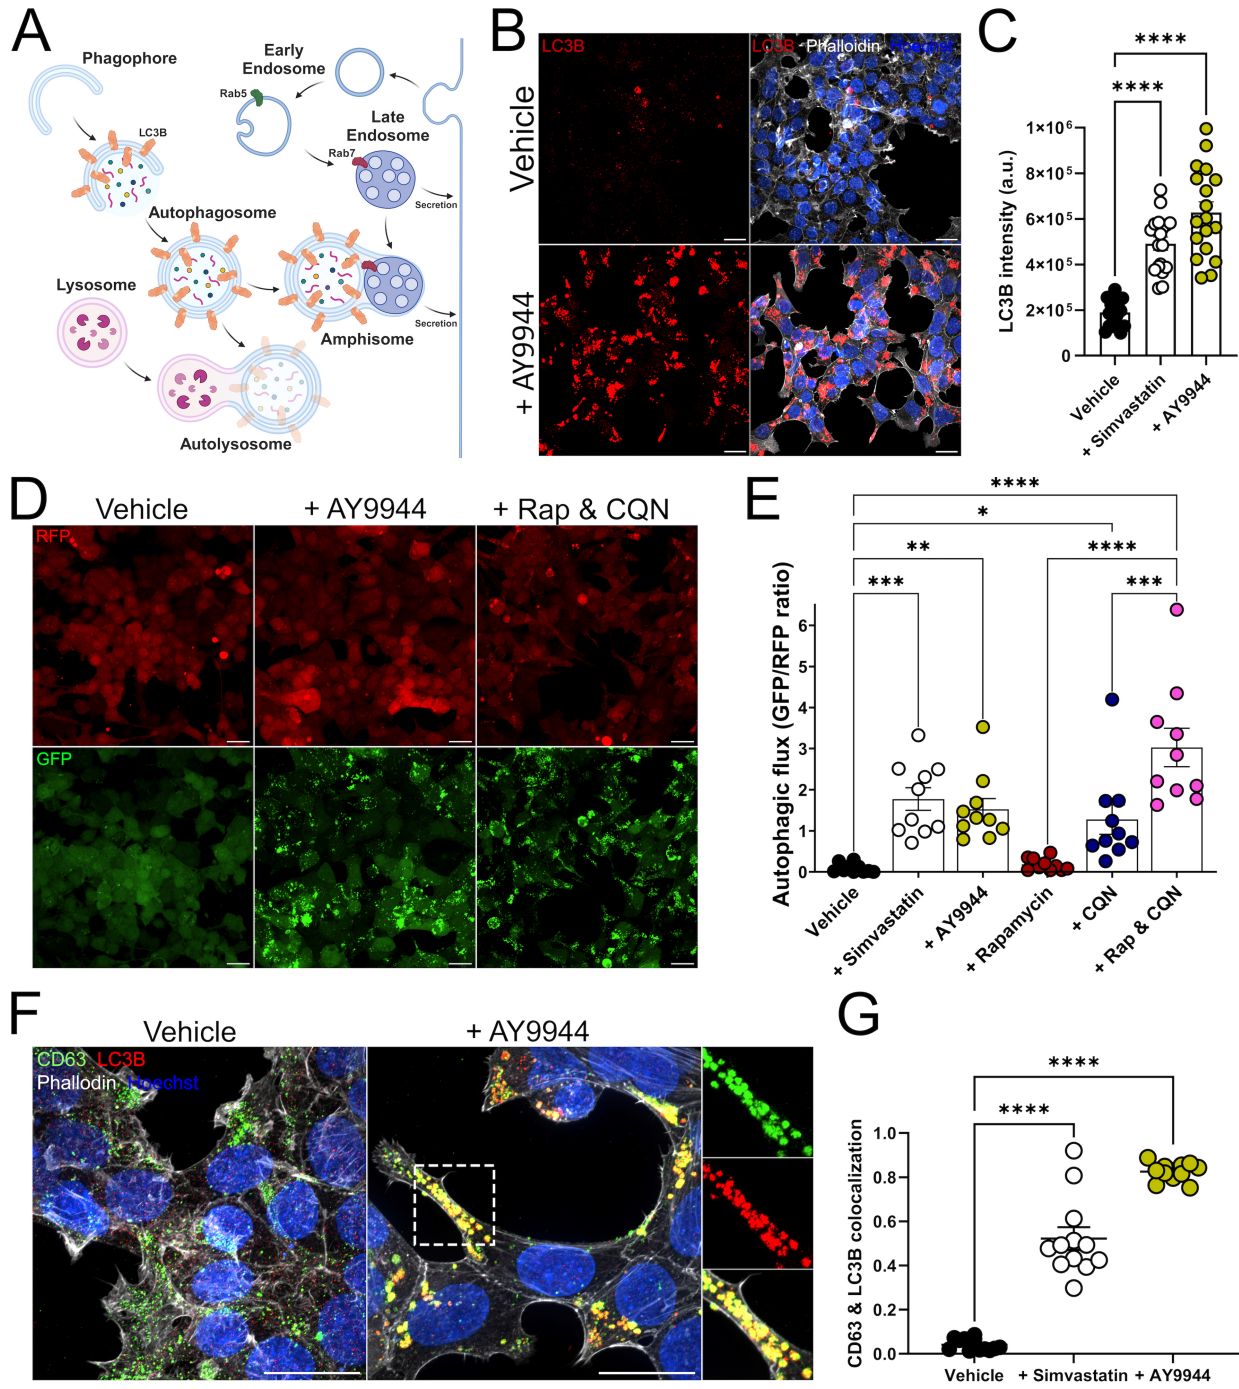 A
Phagophore
Early
Endosome
Rab5
LC3B
Late
Endosome
Rab7
Secretion
Autophagosome
Lysosome
Amphisome
Secretion
Autolysosome
B
LC3B
LC3B Phalloidin Hoechst
Vehicle
+ AY9944
C
****
****
LC3B intensity (a.u.)
1×10⁶
8×10⁵
6×10⁵
4×10⁵
2×10⁵
0
Vehicle
+ Simvastatin
+ AY9944
D
Vehicle
+ AY9944
+ Rap & CQN
RFP
GFP
E
****
*
**
****
***
***
Autophagic flux (GFP/RFP ratio)
6
5
4
3
2
1
0
Vehicle
+ Simvastatin
+ AY9944
+ Rapamycin
+ CQN
+ Rap & CQN
F
Vehicle
+ AY9944
CD63 LC3B
Phallodin Hoechst
G
****
****
CD63 & LC3B colocalization
1.0
0.8
0.6
0.4
0.2
0.0
Vehicle
+ Simvastatin
+ AY9944